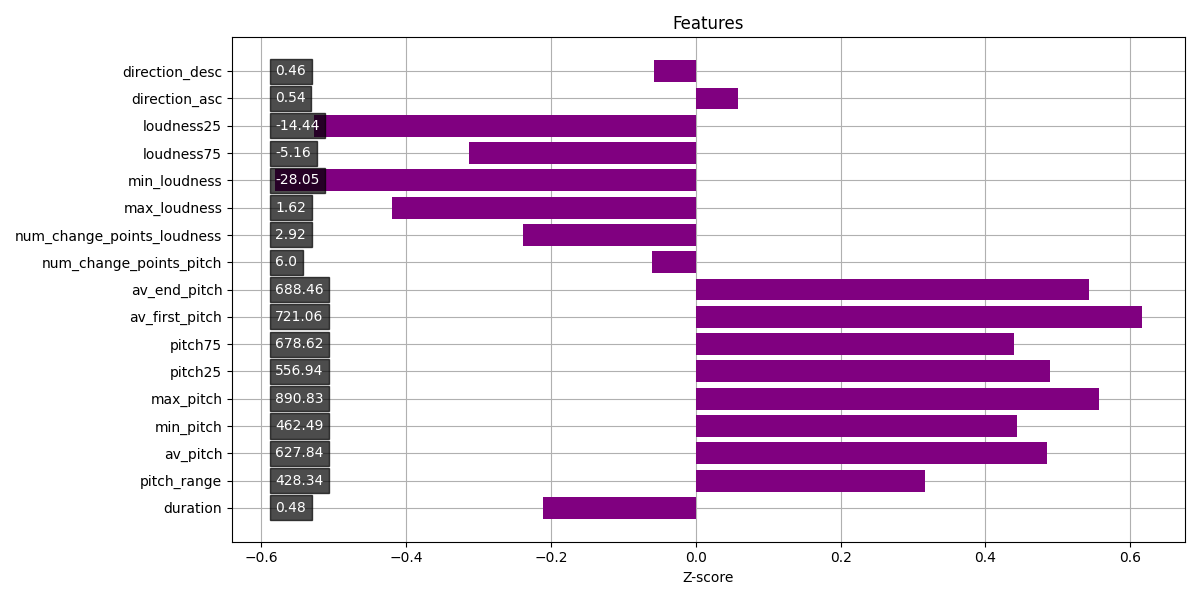 Features
direction_desc 0.46
direction_asc 0.54
loudness25 -14.44
loudness75 -5.16
min_loudness -28.05
max_loudness 1.62
num_change_points_loudness 2.92
num_change_points_pitch 6.0
av_end_pitch 688.46
av_first_pitch 721.06
pitch75 678.62
pitch25 556.94
max_pitch 890.83
min_pitch 462.49
av_pitch 627.84
pitch_range 428.34
duration 0.48
−0.6 −0.4 −0.2 0.0 0.2 0.4 0.6
Z-score